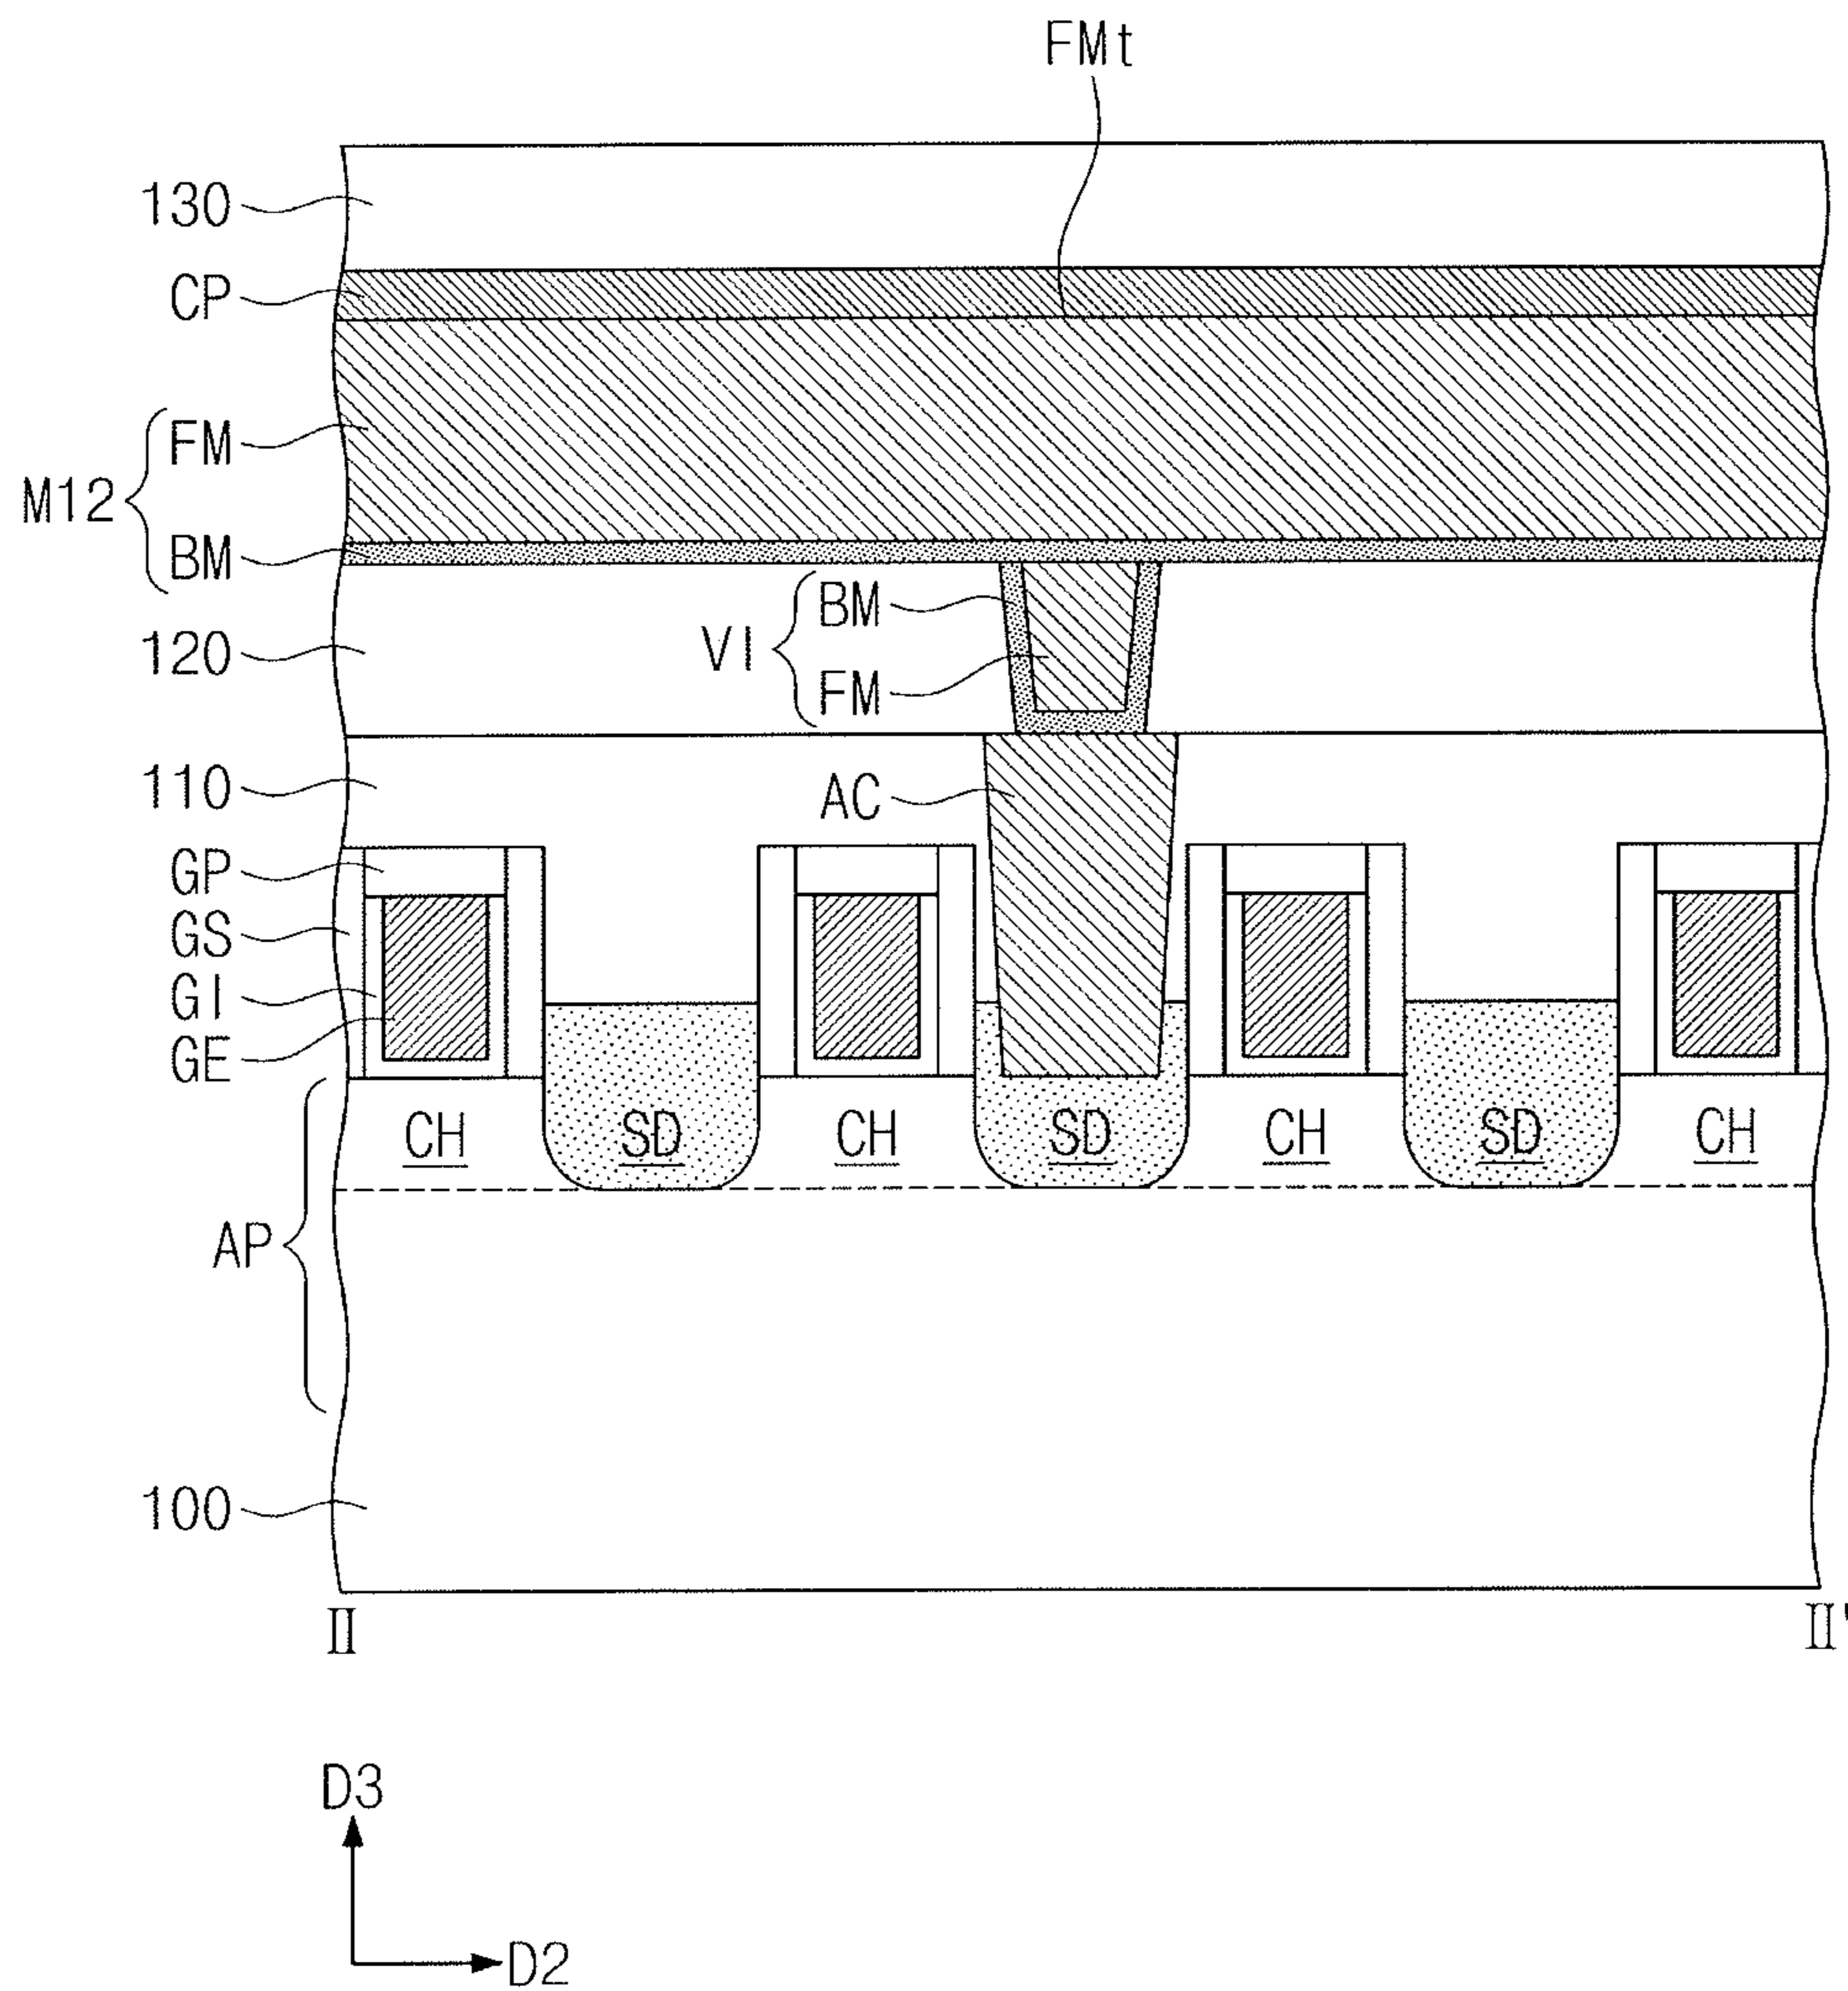 FMt
130
CP
FM
M12
BM
BM
VI
FM
120
110
AC
GP
GS
GI
GE
CH SD CH SD CH SD CH
AP
100
II II'
D3
D2